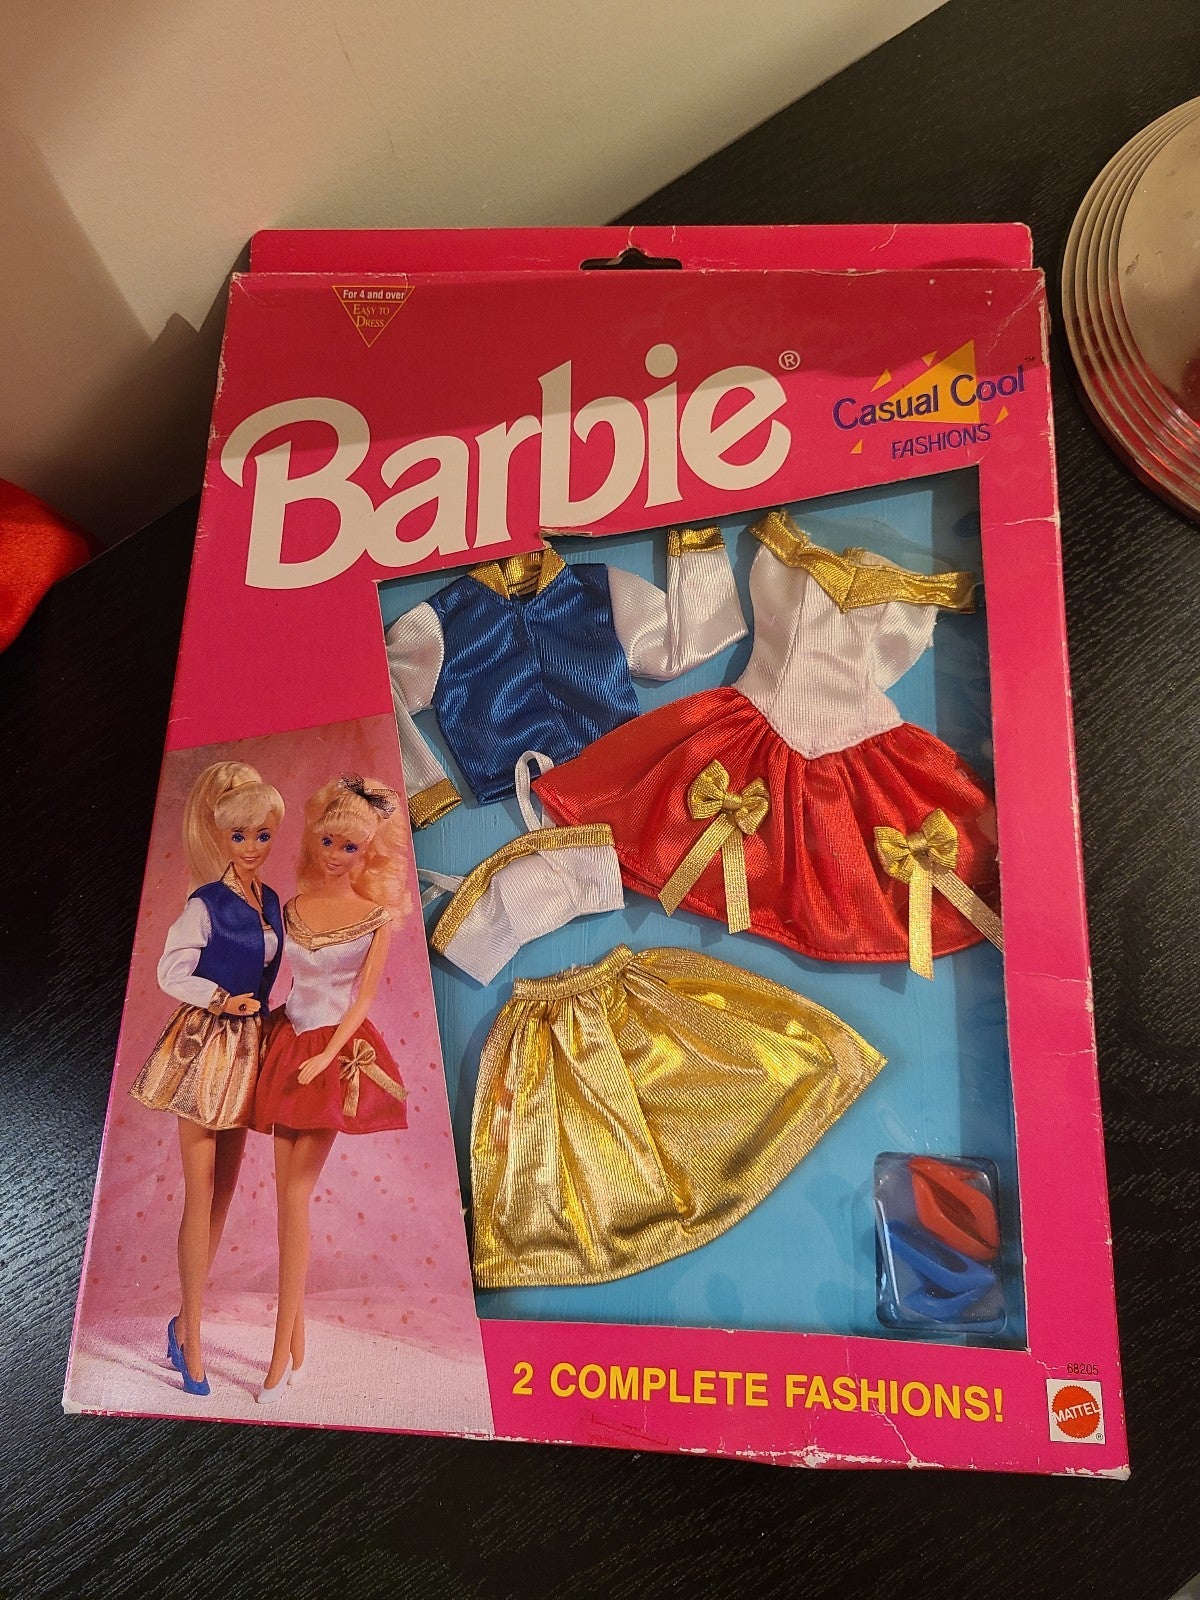 For 4 and over
EASY TO
DRESS
Barbie®
Casual Cool™
FASHIONS
2 COMPLETE FASHIONS!
68205
MATTEL
®